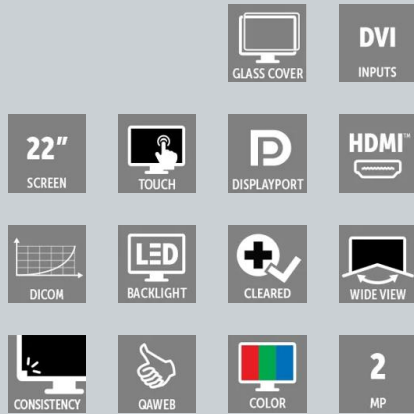 GLASS COVER
DVI
INPUTS
22"
SCREEN
TOUCH
DISPLAYPORT
HDMI™
DICOM
LED
BACKLIGHT
CLEARED
WIDE VIEW
CONSISTENCY
QAWEB
COLOR
2
MP